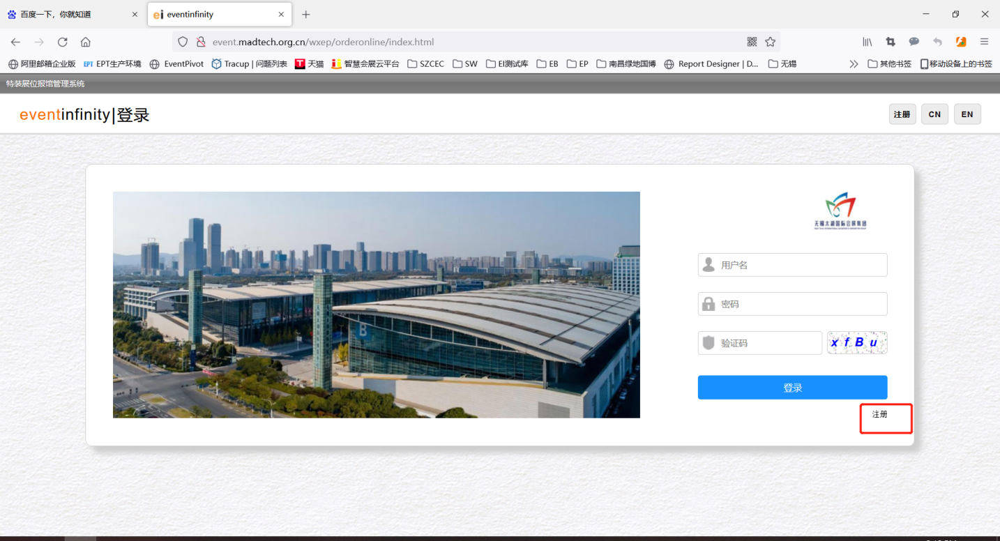 百度一下，你就知道
ei eventinfinity
event.madtech.org.cn/wxep/orderonline/index.html
阿里邮箱企业版 EPT EPT生产环境 EventPivot Tracup | 问题列表 T 天猫 智慧会展云平台 SZCEC SW EI测试库 EB EP 南昌绿地国博 Report Designer | D... 无锡 其他书签 移动设备上的书签
特装展位报馆管理系统
eventinfinity|登录
注册 CN EN
无锡太湖国际会展集团
B
用户名
密码
验证码 xfBu
登录
注册